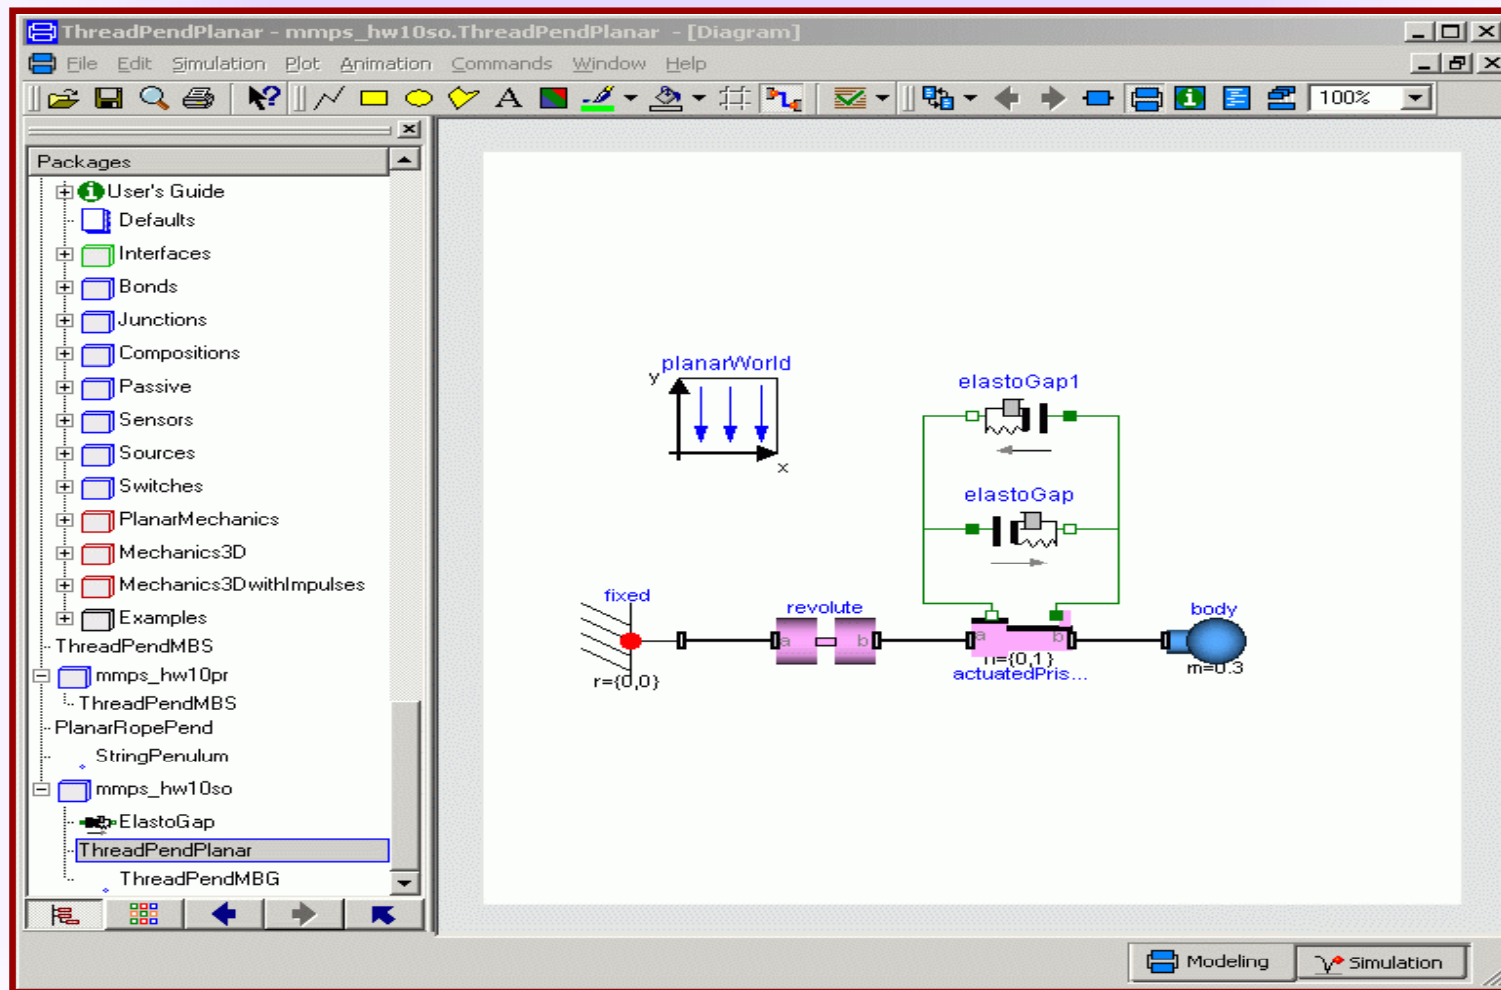 ThreadPendPlanar - mmps_hw10so.ThreadPendPlanar - [Diagram]
File Edit Simulation Plot Animation Commands Window Help
100%
Packages
User's Guide
Defaults
Interfaces
Bonds
Junctions
Compositions
Passive
Sensors
Sources
Switches
PlanarMechanics
Mechanics3D
Mechanics3DwithImpulses
Examples
ThreadPendMBS
mmps_hw10pr
ThreadPendMBS
PlanarRopePend
StringPenulum
mmps_hw10so
ElastoGap
ThreadPendPlanar
ThreadPendMBG
planarWorld
y
x
elastoGap1
elastoGap
fixed
r={0,0}
revolute
a b
a b
n={0,1}
actuatedPris...
body
m=0.3
Modeling
Simulation